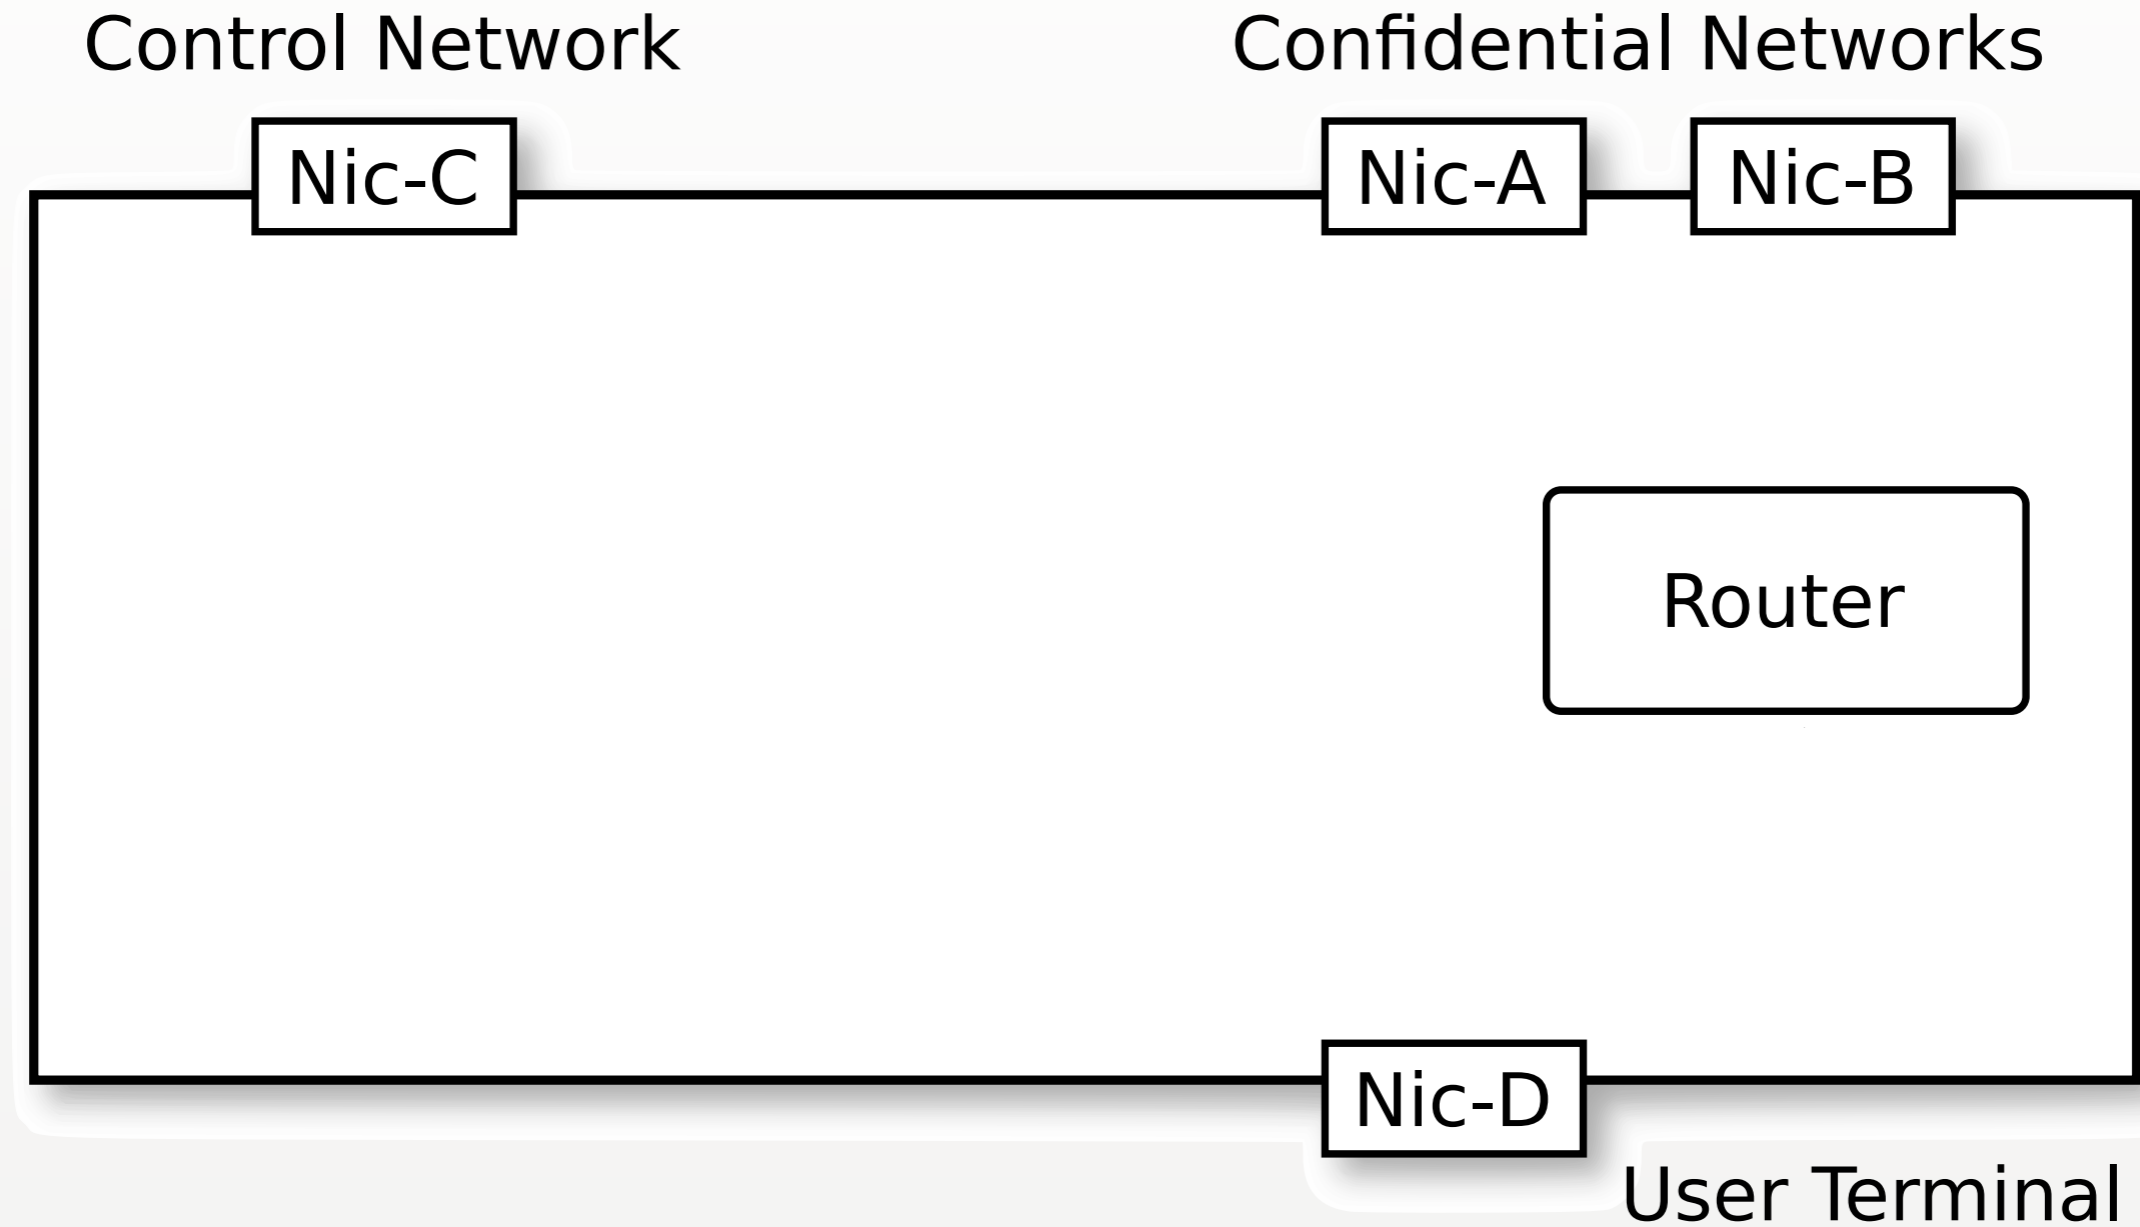 Control Network
Confidential Networks
Nic-C
Nic-A
Nic-B
Router
Nic-D
User Terminal